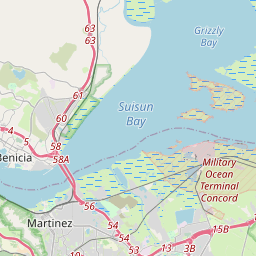 63
63
Grizzly
Bay
60
61
Suisun
Bay
4
5
58
Benicia
58A
Military
Ocean
Terminal
Concord
56
Martinez
54
54
53
13
3B
15B